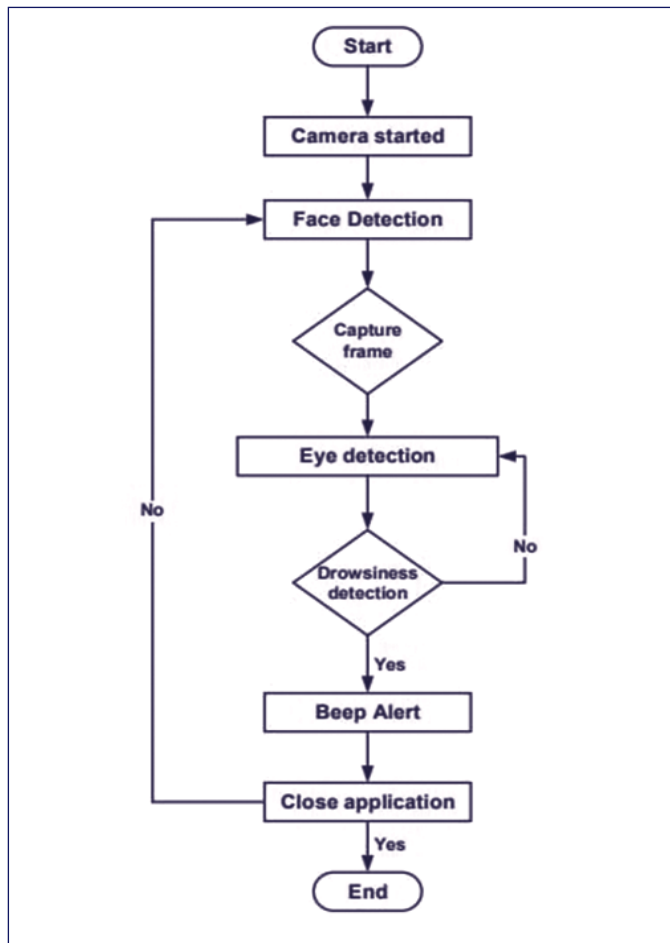 Start
Camera started
Face Detection
Capture
frame
Eye detection
No
No
Drowsiness
detection
Yes
Beep Alert
Close application
Yes
End